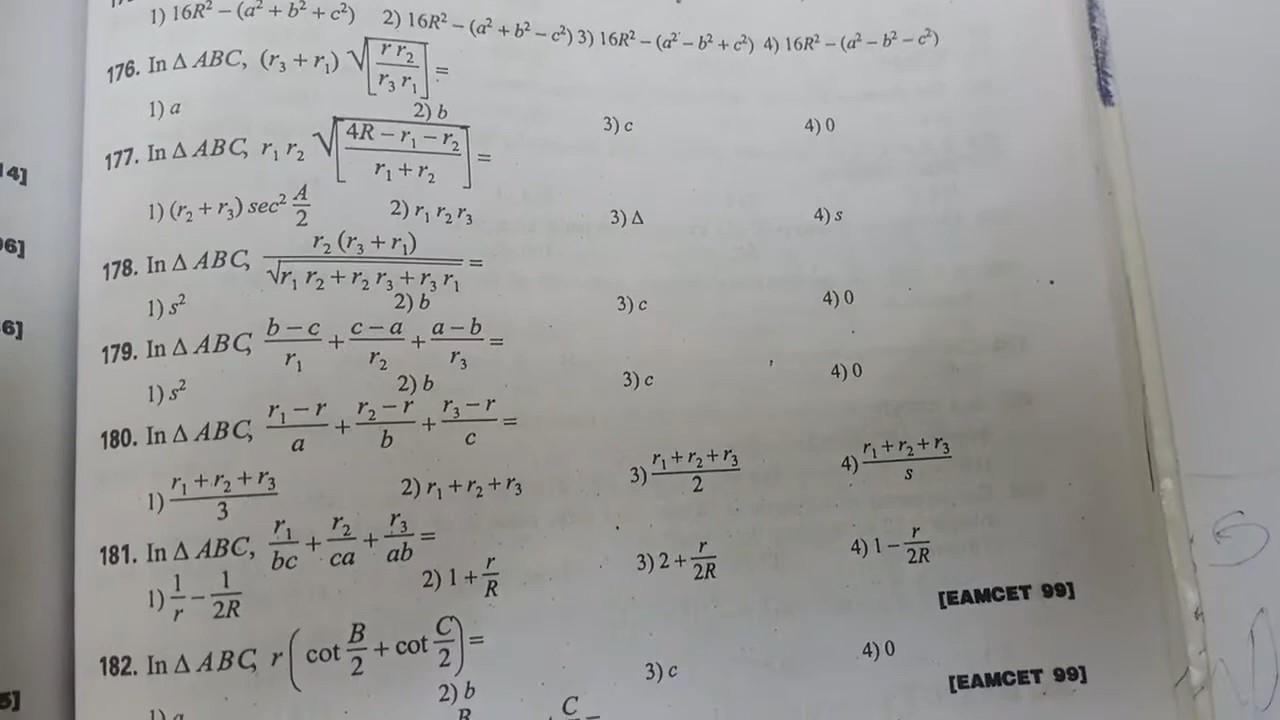 1) 16R² − (a² + b² + c²) 2) 16R² − (a² + b² − c²) 3) 16R² − (a² − b² + c²) 4) 16R² − (a² − b² − c²)
176. In Δ ABC, (r₃ + r₁) √[r r₂ / r₃ r₁] =
1) a 2) b 3) c 4) 0
177. In Δ ABC, r₁ r₂ √[(4R − r₁ − r₂) / (r₁ + r₂)] =
14]
1) (r₂ + r₃) sec² A/2 2) r₁ r₂ r₃ 3) Δ 4) s
178. In Δ ABC, r₂ (r₃ + r₁) / √(r₁ r₂ + r₂ r₃ + r₃ r₁) =
6]
1) s² 2) b 3) c 4) 0
6]
179. In Δ ABC, (b − c)/r₁ + (c − a)/r₂ + (a − b)/r₃ =
1) s² 2) b 3) c 4) 0
180. In Δ ABC, (r₁ − r)/a + (r₂ − r)/b + (r₃ − r)/c =
1) (r₁ + r₂ + r₃)/3 2) r₁ + r₂ + r₃ 3) (r₁ + r₂ + r₃)/2 4) (r₁ + r₂ + r₃)/s
181. In Δ ABC, r₁/bc + r₂/ca + r₃/ab =
1) 1/r − 1/2R 2) 1 + r/R 3) 2 + r/2R 4) 1 − r/2R
[EAMCET 99]
182. In Δ ABC, r (cot B/2 + cot C/2) =
5]
1) a 2) b 3) c 4) 0
[EAMCET 99]
B C